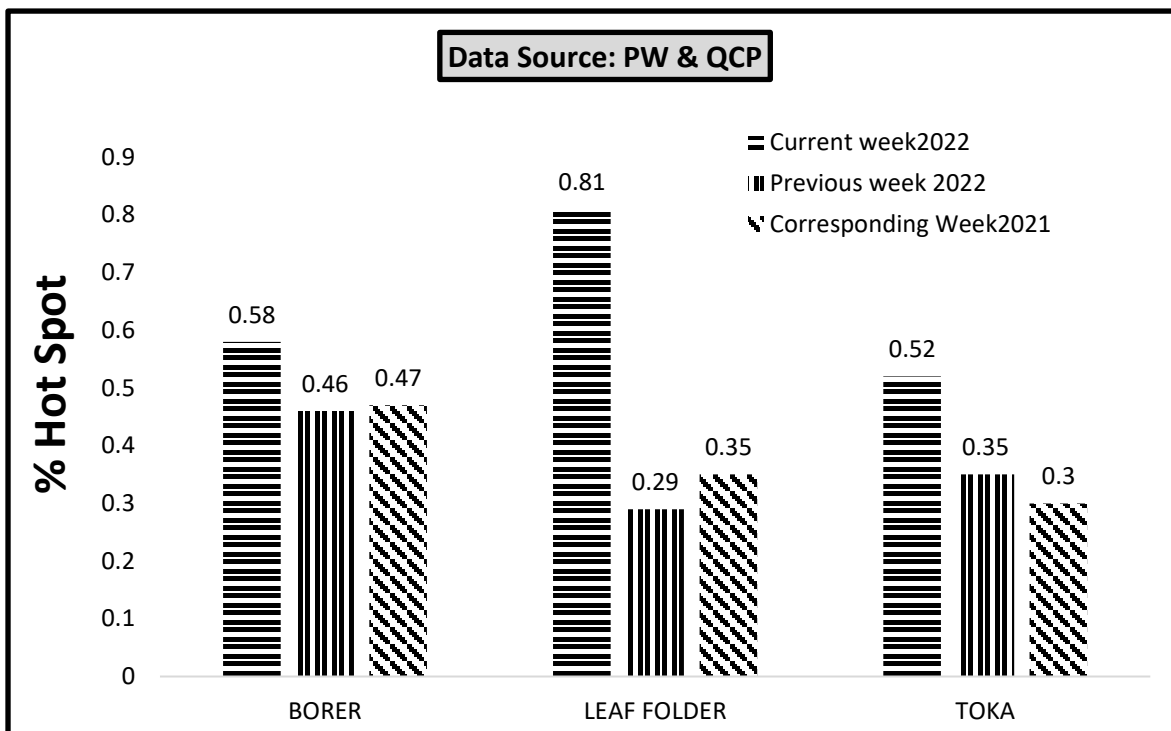 Data Source: PW & QCP
Current week2022
Previous week 2022
Corresponding Week2021
% Hot Spot
0.9
0.8
0.7
0.6
0.5
0.4
0.3
0.2
0.1
0
0.58
0.46
0.47
0.81
0.29
0.35
0.52
0.35
0.3
BORER
LEAF FOLDER
TOKA